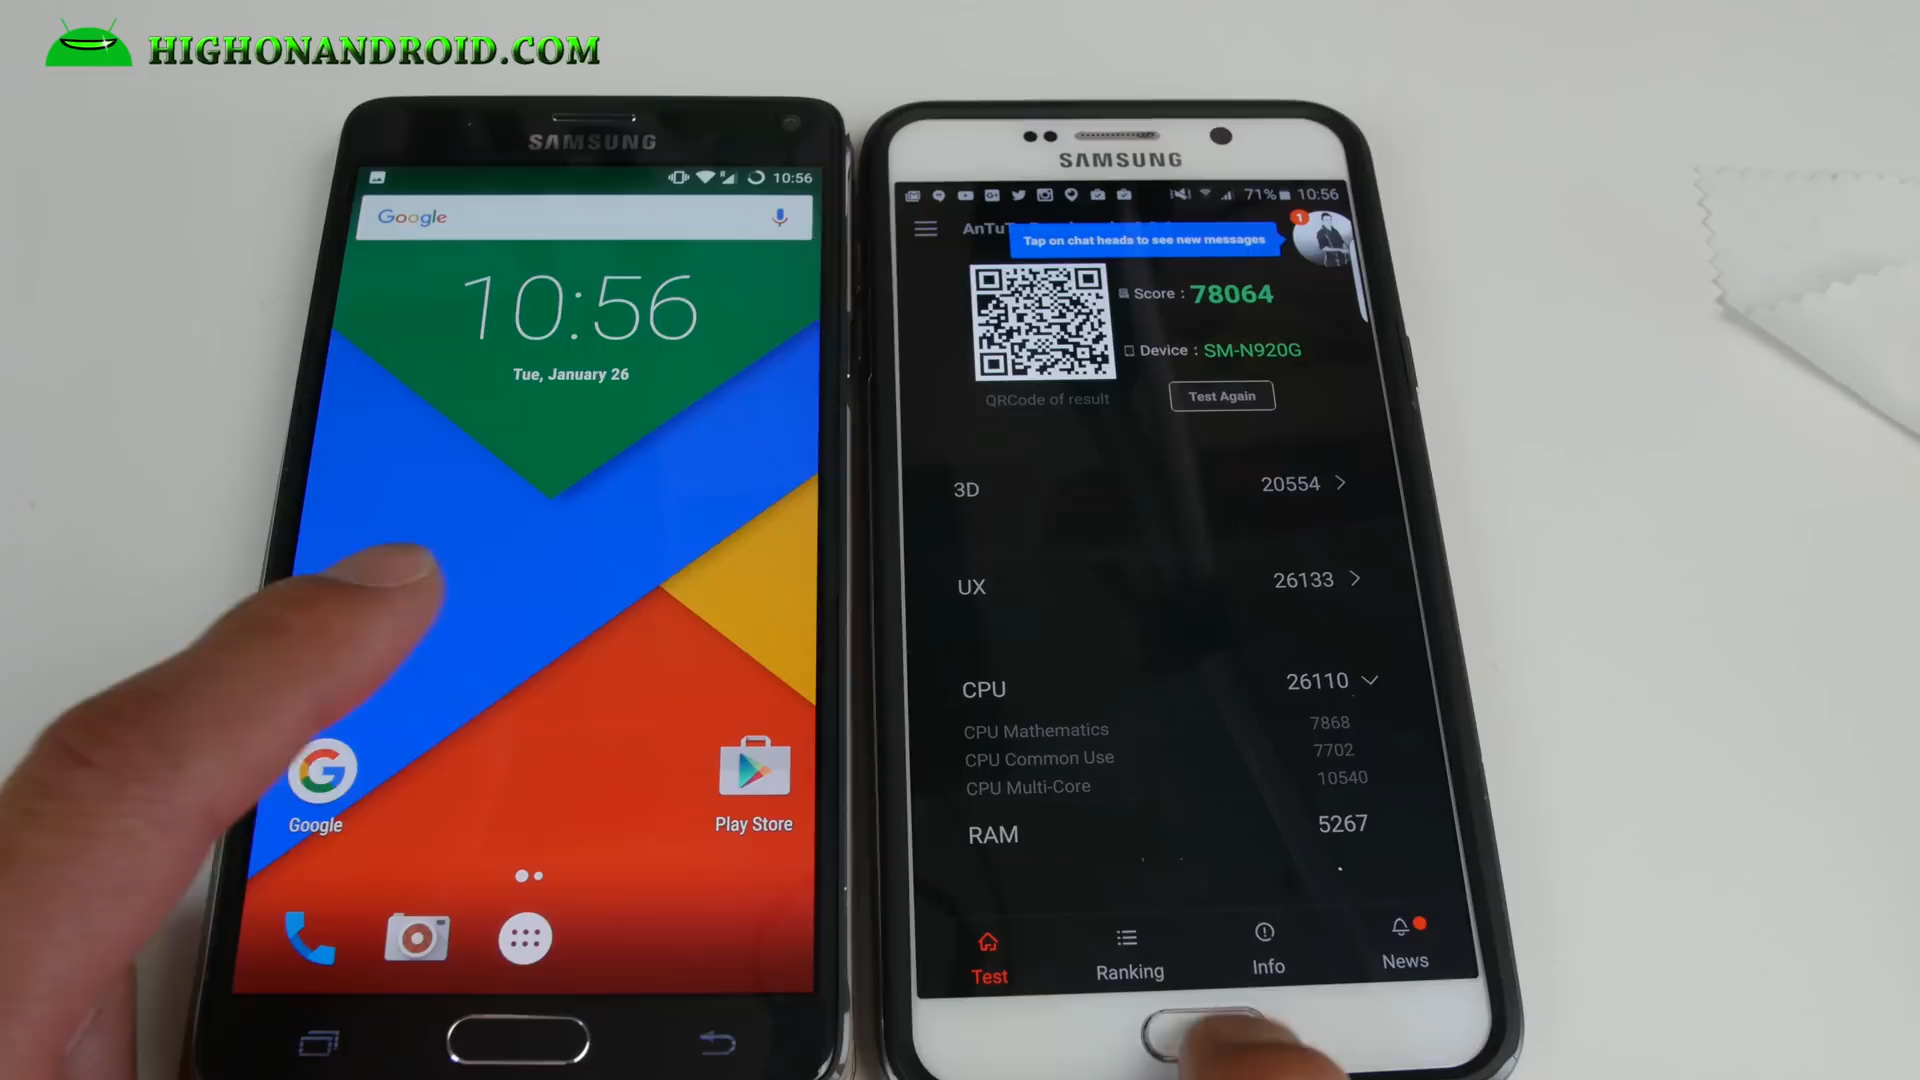 HIGHONANDROID.COM
SAMSUNG
10:56
Google
10:56
Tue, January 26
Google
Play Store
SAMSUNG
71% 10:56
AnTuT
Tap on chat heads to see new messages
1
Score : 78064
Device : SM-N920G
QRCode of result
Test Again
3D 20554
UX 26133
CPU 26110
CPU Mathematics 7868
CPU Common Use 7702
CPU Multi-Core 10540
RAM 5267
Test
Ranking
Info
News